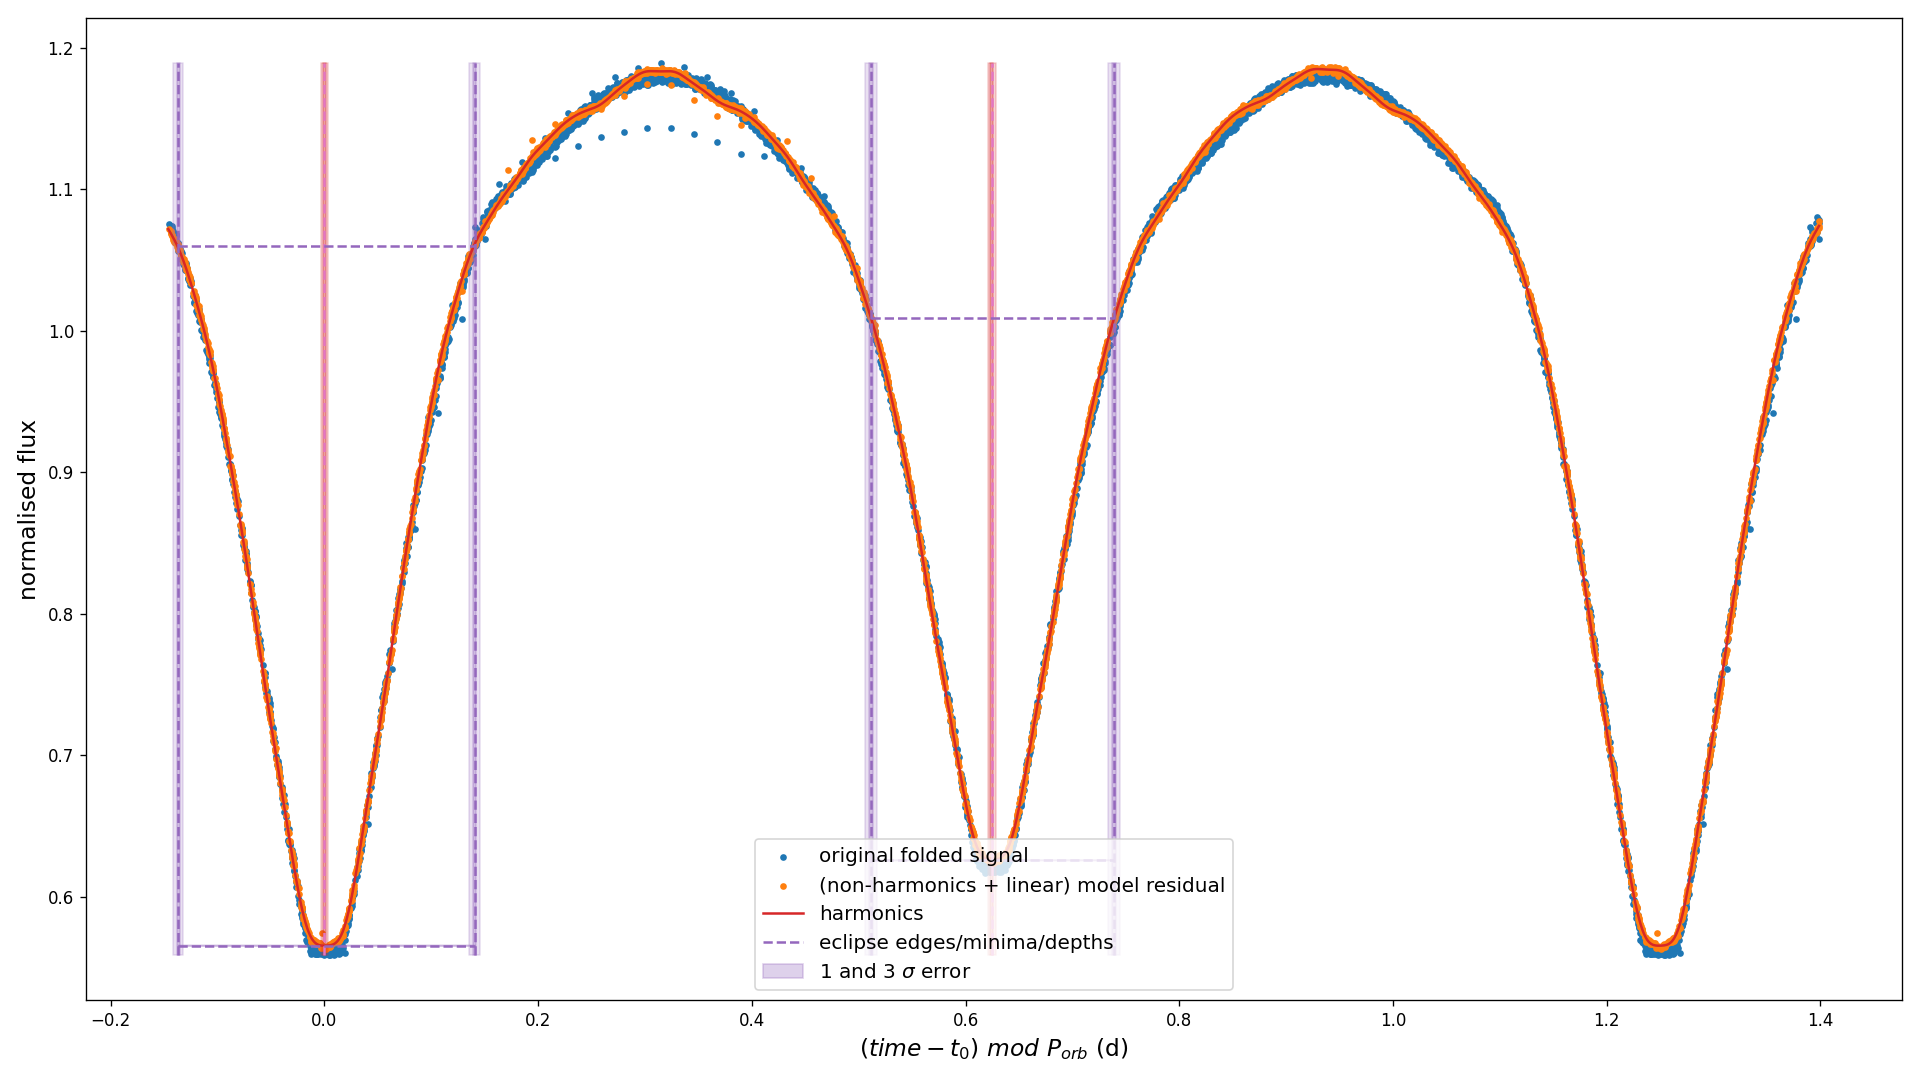 1.2
1.1
1.0
0.9
0.8
0.7
0.6
normalised flux
original folded signal
(non-harmonics + linear) model residual
harmonics
eclipse edges/minima/depths
1 and 3 σ error
−0.2 0.0 0.2 0.4 0.6 0.8 1.0 1.2 1.4
(time − t₀) mod Pₒᵣb (d)